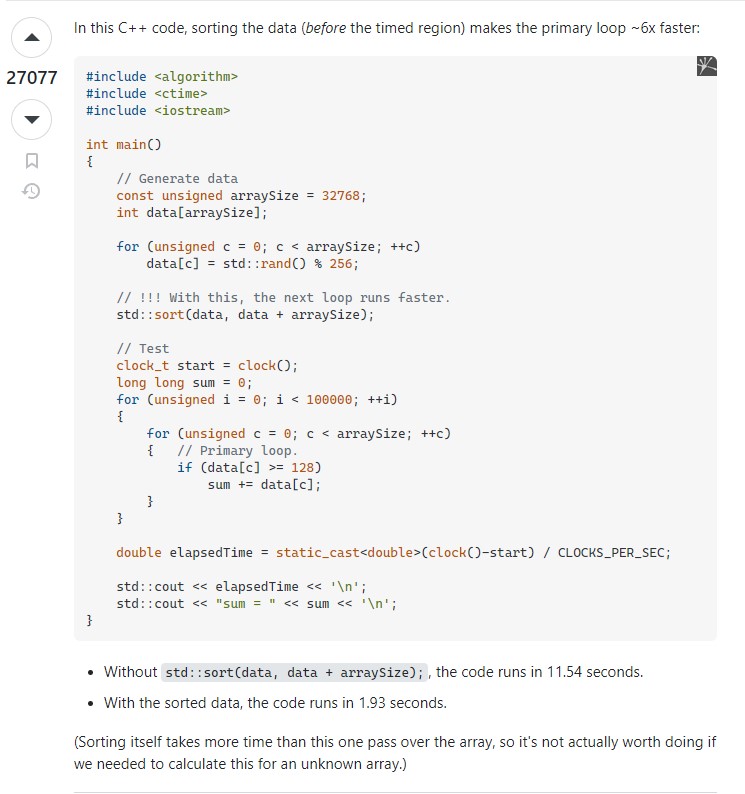 In this C++ code, sorting the data (before the timed region) makes the primary loop ~6x faster:
27077
#include <algorithm>
#include <ctime>
#include <iostream>

int main()
{
    // Generate data
    const unsigned arraySize = 32768;
    int data[arraySize];

    for (unsigned c = 0; c < arraySize; ++c)
        data[c] = std::rand() % 256;

    // !!! With this, the next loop runs faster.
    std::sort(data, data + arraySize);

    // Test
    clock_t start = clock();
    long long sum = 0;
    for (unsigned i = 0; i < 100000; ++i)
    {
        for (unsigned c = 0; c < arraySize; ++c)
        {   // Primary loop.
            if (data[c] >= 128)
                sum += data[c];
        }
    }

    double elapsedTime = static_cast<double>(clock()-start) / CLOCKS_PER_SEC;

    std::cout << elapsedTime << '\n';
    std::cout << "sum = " << sum << '\n';
}
• Without std::sort(data, data + arraySize); , the code runs in 11.54 seconds.
• With the sorted data, the code runs in 1.93 seconds.
(Sorting itself takes more time than this one pass over the array, so it's not actually worth doing if
we needed to calculate this for an unknown array.)